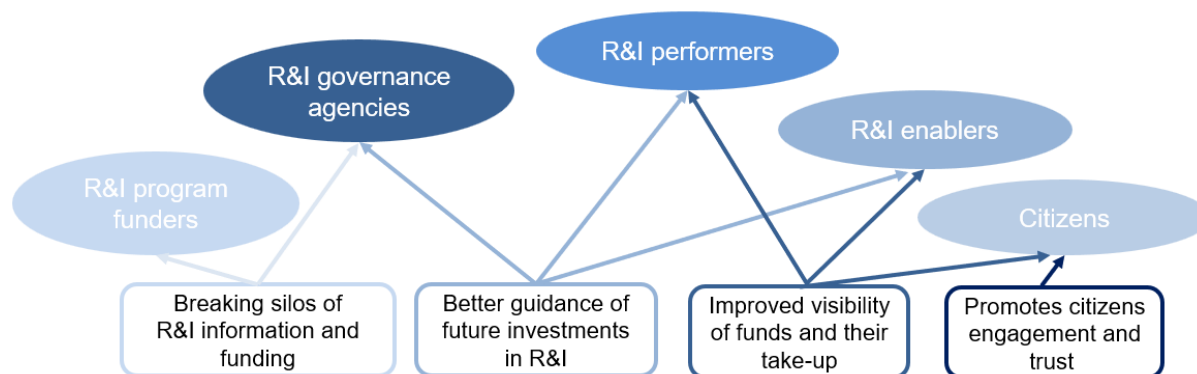 R&I performers
R&I governance
agencies
R&I enablers
R&I program
funders
Citizens
Breaking silos of
R&I information and
funding
Better guidance of
future investments
in R&I
Improved visibility
of funds and their
take-up
Promotes citizens
engagement and
trust